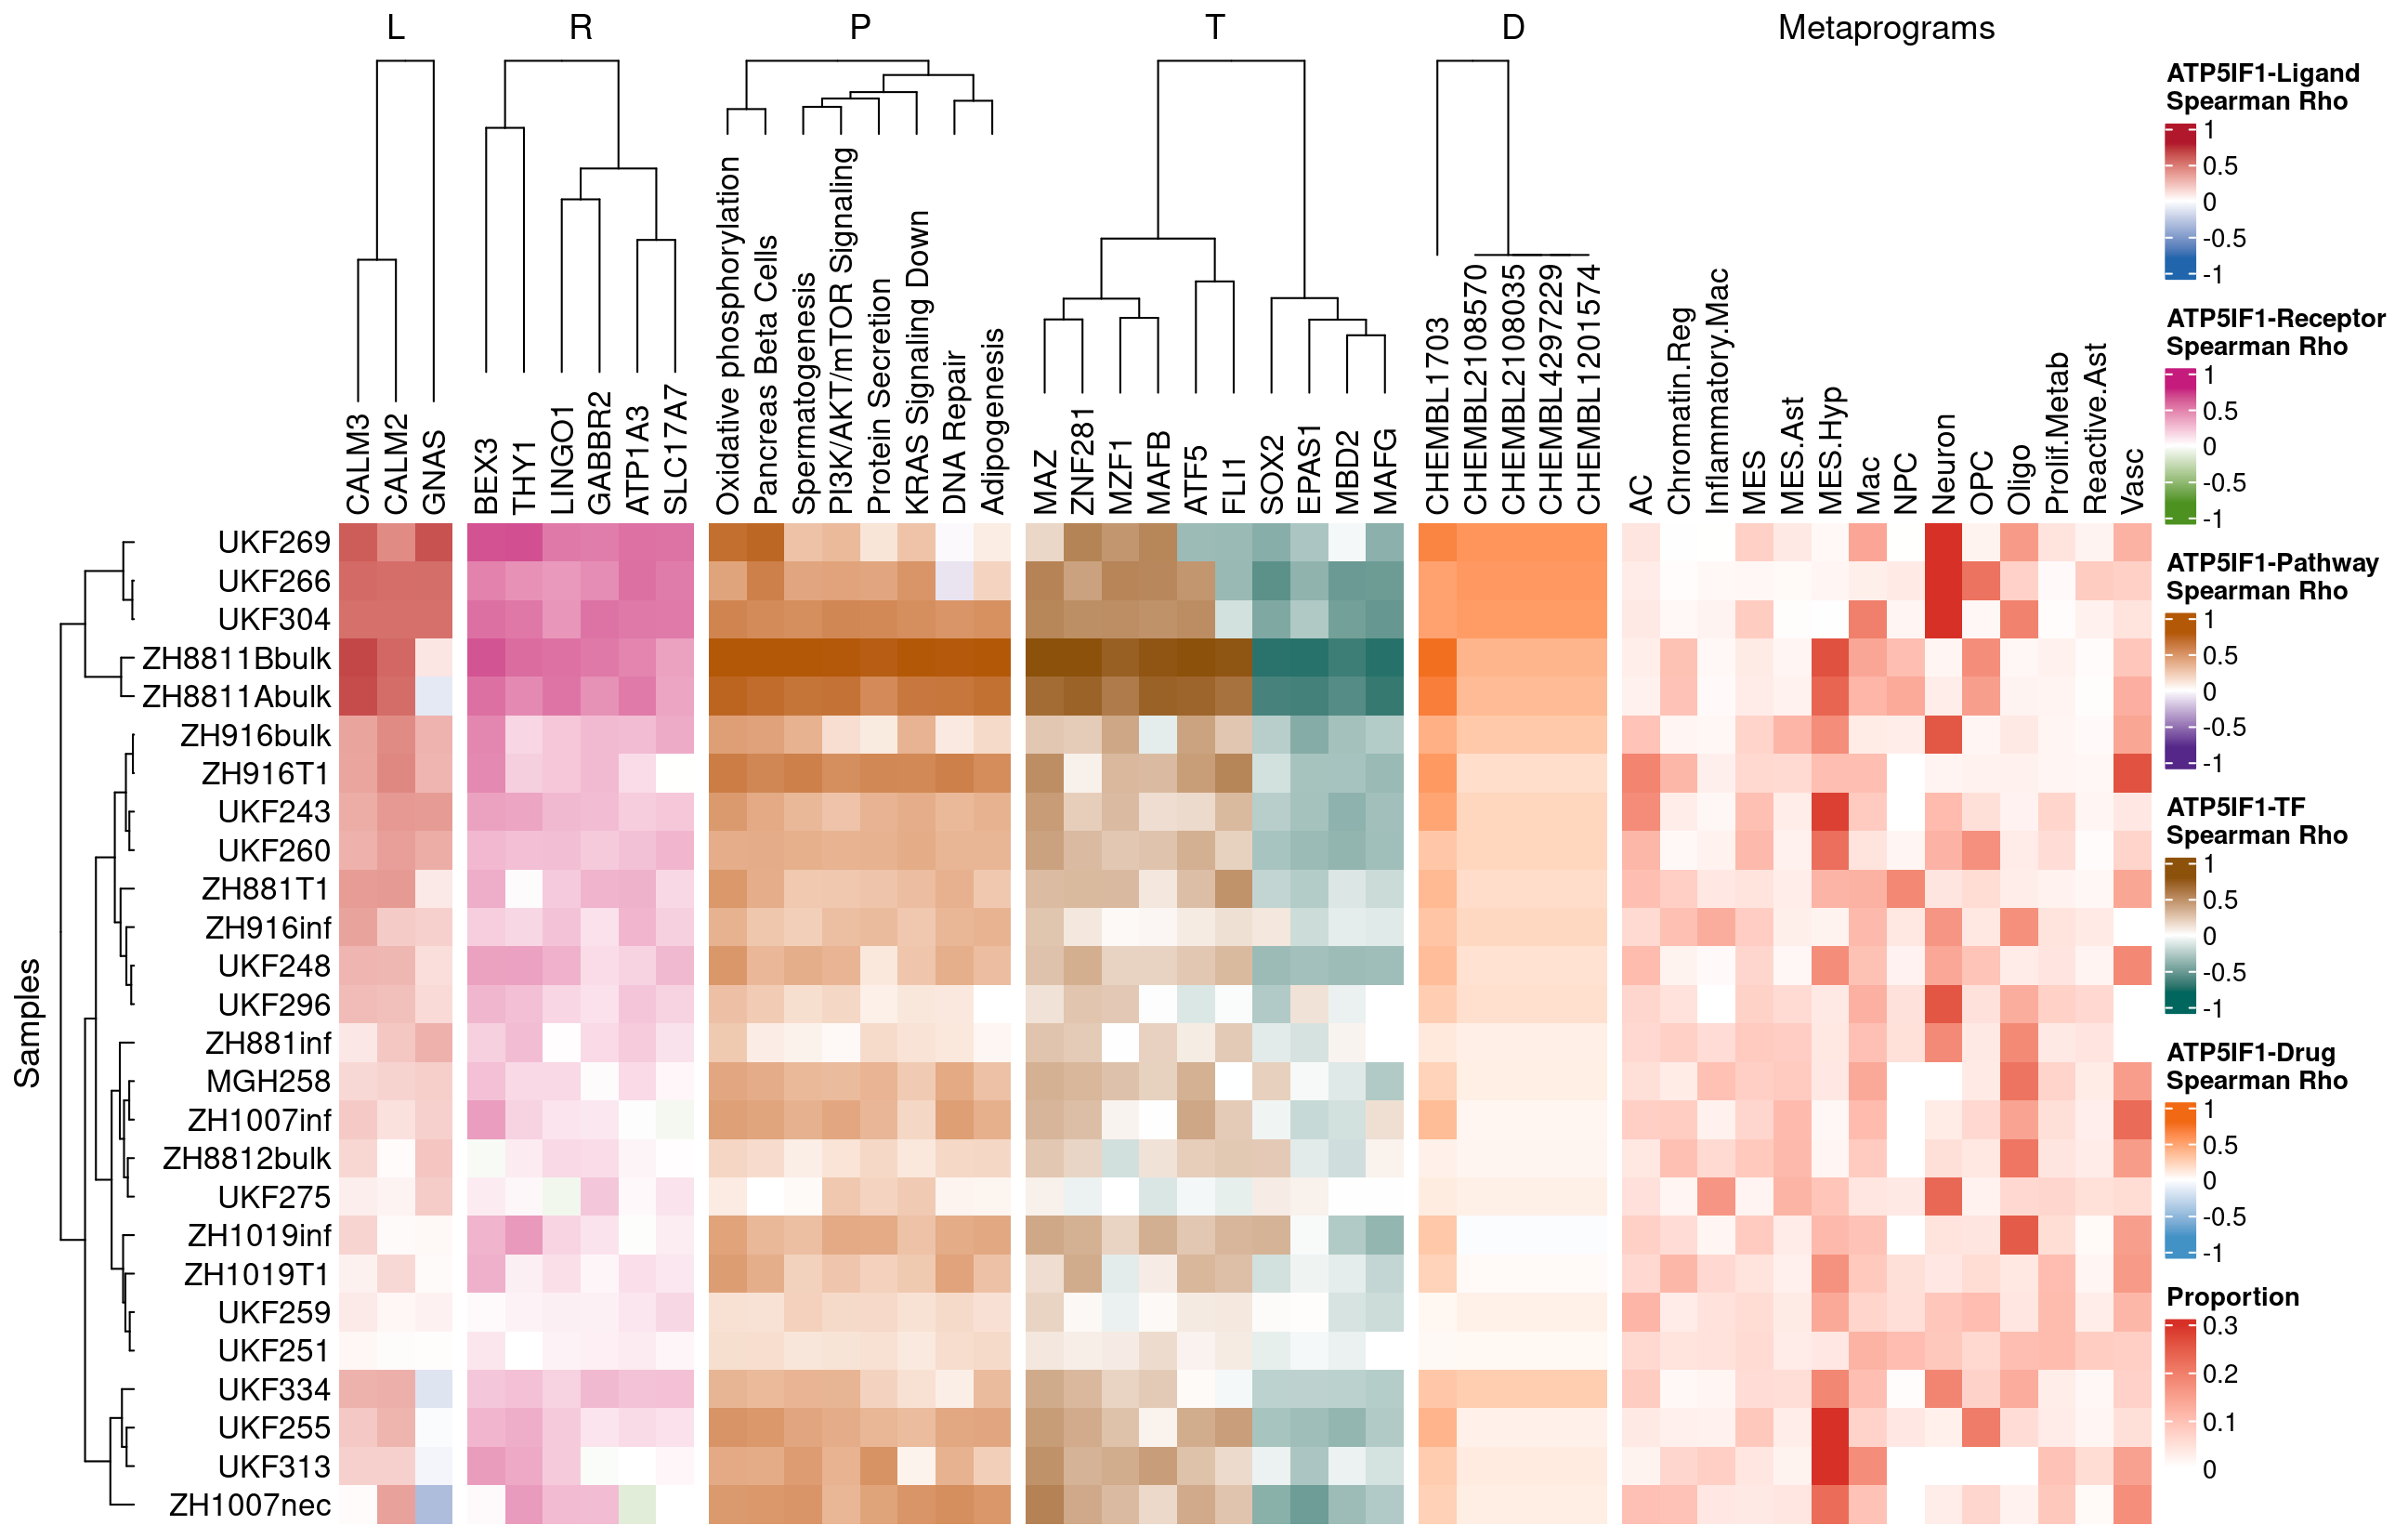 L R P T D Metaprograms
CALM3
CALM2
GNAS
BEX3
THY1
LINGO1
GABBR2
ATP1A3
SLC17A7
Oxidative phosphorylation
Pancreas Beta Cells
Spermatogenesis
PI3K/AKT/mTOR Signaling
Protein Secretion
KRAS Signaling Down
DNA Repair
Adipogenesis
MAZ
ZNF281
MZF1
MAFB
ATF5
FLI1
SOX2
EPAS1
MBD2
MAFG
CHEMBL1703
CHEMBL2108570
CHEMBL2108035
CHEMBL4297229
CHEMBL1201574
AC
Chromatin.Reg
Inflammatory.Mac
MES
MES.Ast
MES.Hyp
Mac
NPC
Neuron
OPC
Oligo
Prolif.Metab
Reactive.Ast
Vasc
Samples
UKF269
UKF266
UKF304
ZH8811Bbulk
ZH8811Abulk
ZH916bulk
ZH916T1
UKF243
UKF260
ZH881T1
ZH916inf
UKF248
UKF296
ZH881inf
MGH258
ZH1007inf
ZH8812bulk
UKF275
ZH1019inf
ZH1019T1
UKF259
UKF251
UKF334
UKF255
UKF313
ZH1007nec
ATP5IF1-Ligand
Spearman Rho
1
0.5
0
-0.5
-1
ATP5IF1-Receptor
Spearman Rho
1
0.5
0
-0.5
-1
ATP5IF1-Pathway
Spearman Rho
1
0.5
0
-0.5
-1
ATP5IF1-TF
Spearman Rho
1
0.5
0
-0.5
-1
ATP5IF1-Drug
Spearman Rho
1
0.5
0
-0.5
-1
Proportion
0.3
0.2
0.1
0